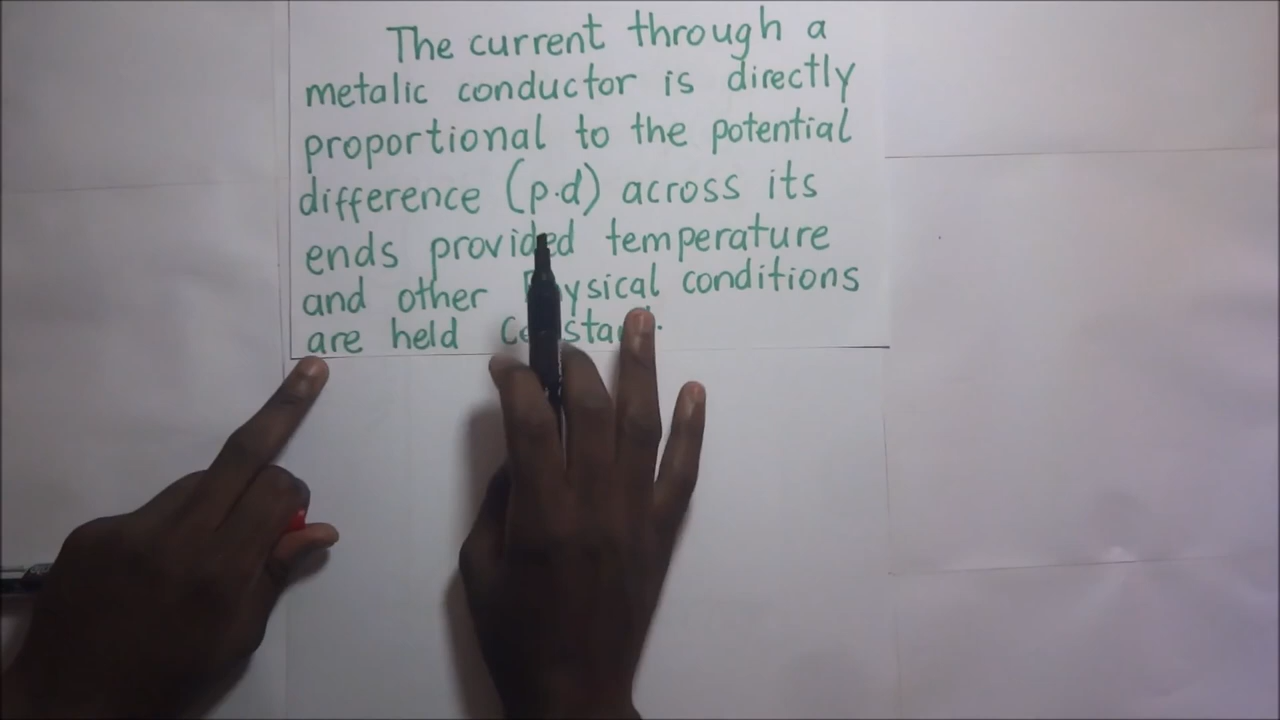 The current through a
metalic conductor is directly
proportional to the potential
difference (p.d) across its
ends provided temperature
and other Physical conditions
are held